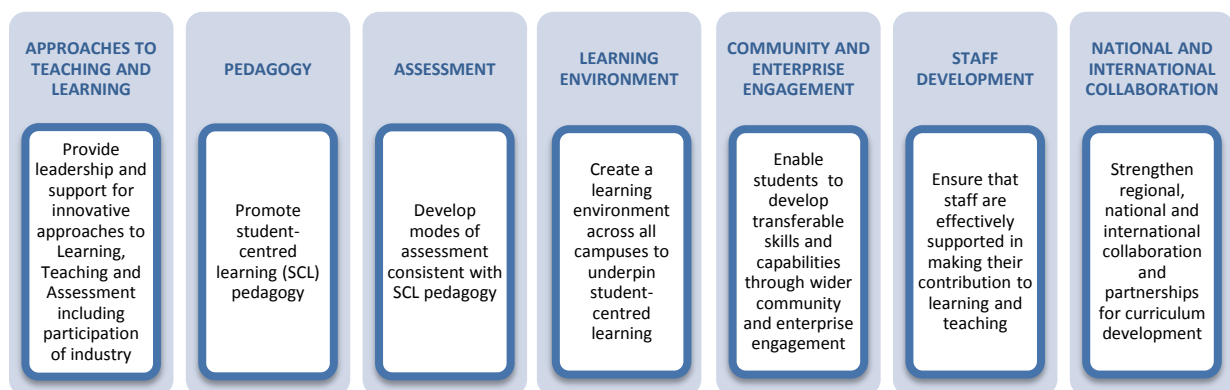 APPROACHES TO
TEACHING AND
LEARNING
Provide
leadership and
support for
innovative
approaches to
Learning,
Teaching and
Assessment
including
participation
of industry
PEDAGOGY
Promote
student-
centred
learning (SCL)
pedagogy
ASSESSMENT
Develop
modes of
assessment
consistent with
SCL pedagogy
LEARNING
ENVIRONMENT
Create a
learning
environment
across all
campuses to
underpin
student-
centred
learning
COMMUNITY AND
ENTERPRISE
ENGAGEMENT
Enable
students to
develop
transferable
skills and
capabilities
through wider
community
and enterprise
engagement
STAFF
DEVELOPMENT
Ensure that
staff are
effectively
supported in
making their
contribution to
learning and
teaching
NATIONAL AND
INTERNATIONAL
COLLABORATION
Strengthen
regional,
national and
international
collaboration
and
partnerships
for curriculum
development